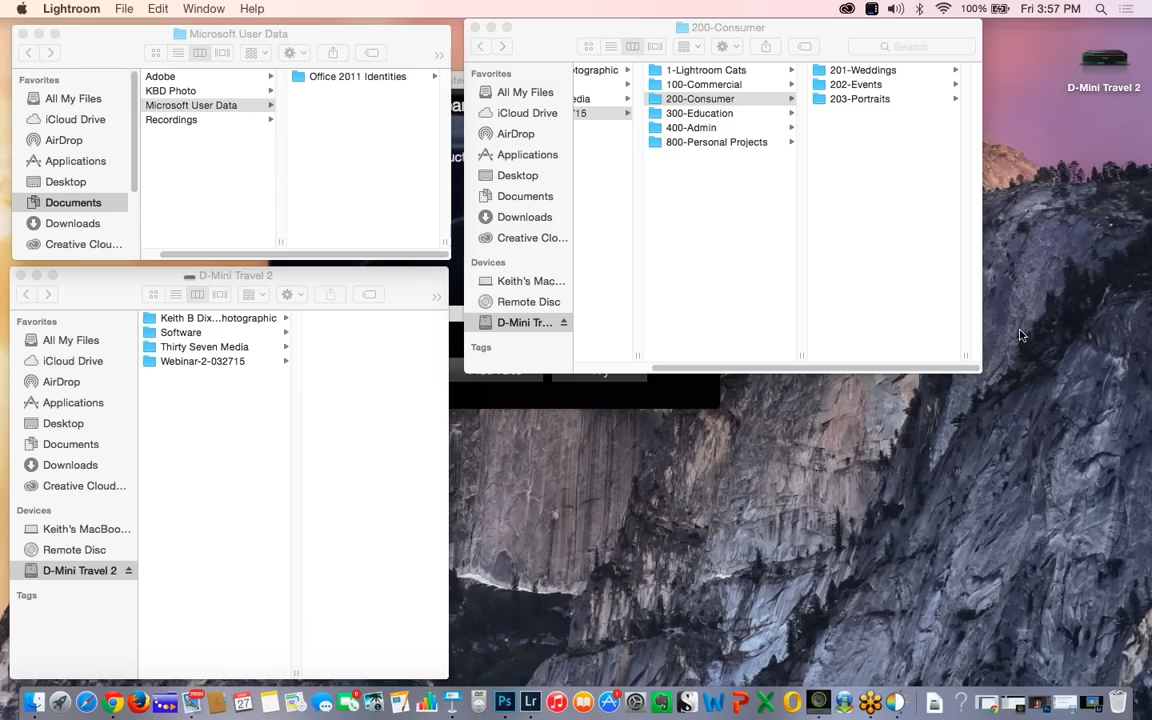 Lightroom File Edit Window Help
100% Fri 3:57 PM
Microsoft User Data
Favorites
All My Files
iCloud Drive
AirDrop
Applications
Desktop
Documents
Downloads
Creative Clou...
Adobe
KBD Photo
Microsoft User Data
Recordings
Office 2011 Identities
200-Consumer
Search
Favorites
All My Files
iCloud Drive
AirDrop
Applications
Desktop
Documents
Downloads
Creative Clo...
Devices
Keith's Mac...
Remote Disc
D-Mini Tr...
Tags
otographic
edia
715
1-Lightroom Cats
100-Commercial
200-Consumer
300-Education
400-Admin
800-Personal Projects
201-Weddings
202-Events
203-Portraits
D-Mini Travel 2
D-Mini Travel 2
Favorites
All My Files
iCloud Drive
AirDrop
Applications
Desktop
Documents
Downloads
Creative Cloud...
Devices
Keith's MacBoo...
Remote Disc
D-Mini Travel 2
Tags
Keith B Dix...hotographic
Software
Thirty Seven Media
Webinar-2-032715
27
Ps
Lr